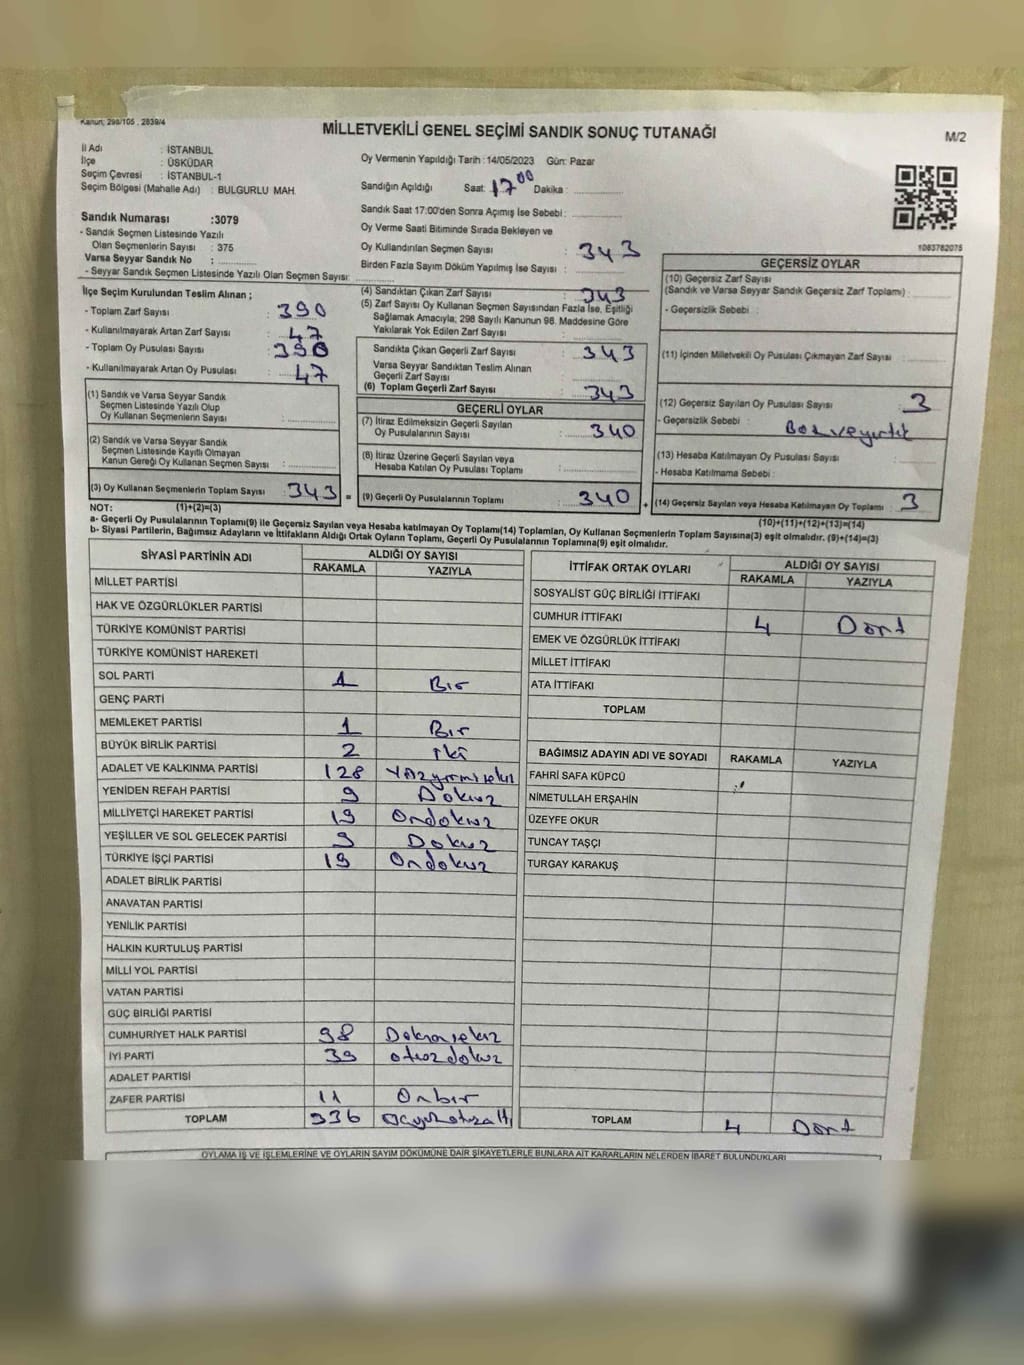 Kanun: 298/105 , 2839/4
MİLLETVEKİLİ GENEL SEÇİMİ SANDIK SONUÇ TUTANAĞI
M/2
İl Adı : İSTANBUL
İlçe : ÜSKÜDAR
Seçim Çevresi : İSTANBUL-1
Seçim Bölgesi (Mahalle Adı) : BULGURLU MAH.
Sandık Numarası :3079
- Sandık Seçmen Listesinde Yazılı
Olan Seçmenlerin Sayısı : 375
Varsa Seyyar Sandık No :
- Seyyar Sandık Seçmen Listesinde Yazılı Olan Seçmen Sayısı:
Oy Vermenin Yapıldığı Tarih : 14/05/2023 Gün: Pazar
Sandığın Açıldığı Saat: 17 00 Dakika :
Sandık Saat 17:00'den Sonra Açımış İse Sebebi :
Oy Verme Saati Bitiminde Sırada Bekleyen ve
Oy Kullandırılan Seçmen Sayısı : 343
Birden Fazla Sayım Döküm Yapılmış İse Sayısı :
1083782075
İlçe Seçim Kurulundan Teslim Alınan ;
- Toplam Zarf Sayısı : 390
- Kullanılmayarak Artan Zarf Sayısı : 47
- Toplam Oy Pusulası Sayısı : 390
- Kullanılmayarak Artan Oy Pusulası : 47
(1) Sandık ve Varsa Seyyar Sandık
Seçmen Listesinde Yazılı Olup
Oy Kullanan Seçmenlerin Sayısı :
(2) Sandık ve Varsa Seyyar Sandık
Seçmen Listesinde Kayıtlı Olmayan
Kanun Gereği Oy Kullanan Seçmen Sayısı :
(3) Oy Kullanan Seçmenlerin Toplam Sayısı : 343 =
(1)+(2)=(3)
(4) Sandıktan Çıkan Zarf Sayısı : 343
(5) Zarf Sayısı Oy Kullanan Seçmen Sayısından Fazla İse, Eşitliği
Sağlamak Amacıyla; 298 Sayılı Kanunun 98. Maddesine Göre
Yakılarak Yok Edilen Zarf Sayısı :
Sandıkta Çıkan Geçerli Zarf Sayısı : 343
Varsa Seyyar Sandıktan Teslim Alınan
Geçerli Zarf Sayısı :
(6) Toplam Geçerli Zarf Sayısı : 343
GEÇERLİ OYLAR
(7) İtiraz Edilmeksizin Geçerli Sayılan
Oy Pusulalarının Sayısı : 340
(8) İtiraz Üzerine Geçerli Sayılan veya
Hesaba Katılan Oy Pusulası Toplamı :
(9) Geçerli Oy Pusulalarının Toplamı : 340 +
GEÇERSİZ OYLAR
(10) Geçersiz Zarf Sayısı
(Sandık ve Varsa Seyyar Sandık Geçersiz Zarf Toplamı) :
- Geçersizlik Sebebi :
(11) İçinden Milletvekili Oy Pusulası Çıkmayan Zarf Sayısı :
(12) Geçersiz Sayılan Oy Pusulası Sayısı : 3
- Geçersizlik Sebebi :
(13) Hesaba Katılmayan Oy Pusulası Sayısı :
- Hesaba Katılmama Sebebi :
(14) Geçersiz Sayılan veya Hesaba Katılmayan Oy Toplamı : 3
(10)+(11)+(12)+(13)=(14)
NOT:
a- Geçerli Oy Pusulalarının Toplamı(9) ile Geçersiz Sayılan veya Hesaba katılmayan Oy Toplamı(14) Toplamları, Oy Kullanan Seçmenlerin Toplam Sayısına(3) eşit olmalıdır. (9)+(14)=(3)
b- Siyasi Partilerin, Bağımsız Adayların ve İttifakların Aldığı Ortak Oyların Toplamı, Geçerli Oy Pusulalarının Toplamına(9) eşit olmalıdır.
SİYASİ PARTİNİN ADI ALDIĞI OY SAYISI
RAKAMLA YAZIYLA
MİLLET PARTİSİ
HAK VE ÖZGÜRLÜKLER PARTİSİ
TÜRKİYE KOMÜNİST PARTİSİ
TÜRKİYE KOMÜNİST HAREKETİ
SOL PARTİ 1 Bir
GENÇ PARTİ
MEMLEKET PARTİSİ 1 Bir
BÜYÜK BİRLİK PARTİSİ 2 iki
ADALET VE KALKINMA PARTİSİ 128
YENİDEN REFAH PARTİSİ 9 Dokuz
MİLLİYETÇİ HAREKET PARTİSİ 19 Ondokuz
YEŞİLLER VE SOL GELECEK PARTİSİ 9 Dokuz
TÜRKİYE İŞÇİ PARTİSİ 19 Ondokuz
ADALET BİRLİK PARTİSİ
ANAVATAN PARTİSİ
YENİLİK PARTİSİ
HALKIN KURTULUŞ PARTİSİ
MİLLİ YOL PARTİSİ
VATAN PARTİSİ
GÜÇ BİRLİĞİ PARTİSİ
CUMHURİYET HALK PARTİSİ 98
İYİ PARTİ 39 otuzdokuz
ADALET PARTİSİ
ZAFER PARTİSİ 11 Onbir
TOPLAM 336
İTTİFAK ORTAK OYLARI ALDIĞI OY SAYISI
RAKAMLA YAZIYLA
SOSYALİST GÜÇ BİRLİĞİ İTTİFAKI
CUMHUR İTTİFAKI 4 Dört
EMEK VE ÖZGÜRLÜK İTTİFAKI
MİLLET İTTİFAKI
ATA İTTİFAKI
TOPLAM
BAĞIMSIZ ADAYIN ADI VE SOYADI RAKAMLA YAZIYLA
FAHRİ SAFA KÜPCÜ
NİMETULLAH ERŞAHİN
ÜZEYFE OKUR
TUNCAY TAŞÇI
TURGAY KARAKUŞ
TOPLAM 4 Dört
OYLAMA İŞ VE İŞLEMLERİNE VE OYLARIN SAYIM DÖKÜMÜNE DAİR ŞİKAYETLERLE BUNLARA AİT KARARLARIN NELERDEN İBARET BULUNDUKLARI